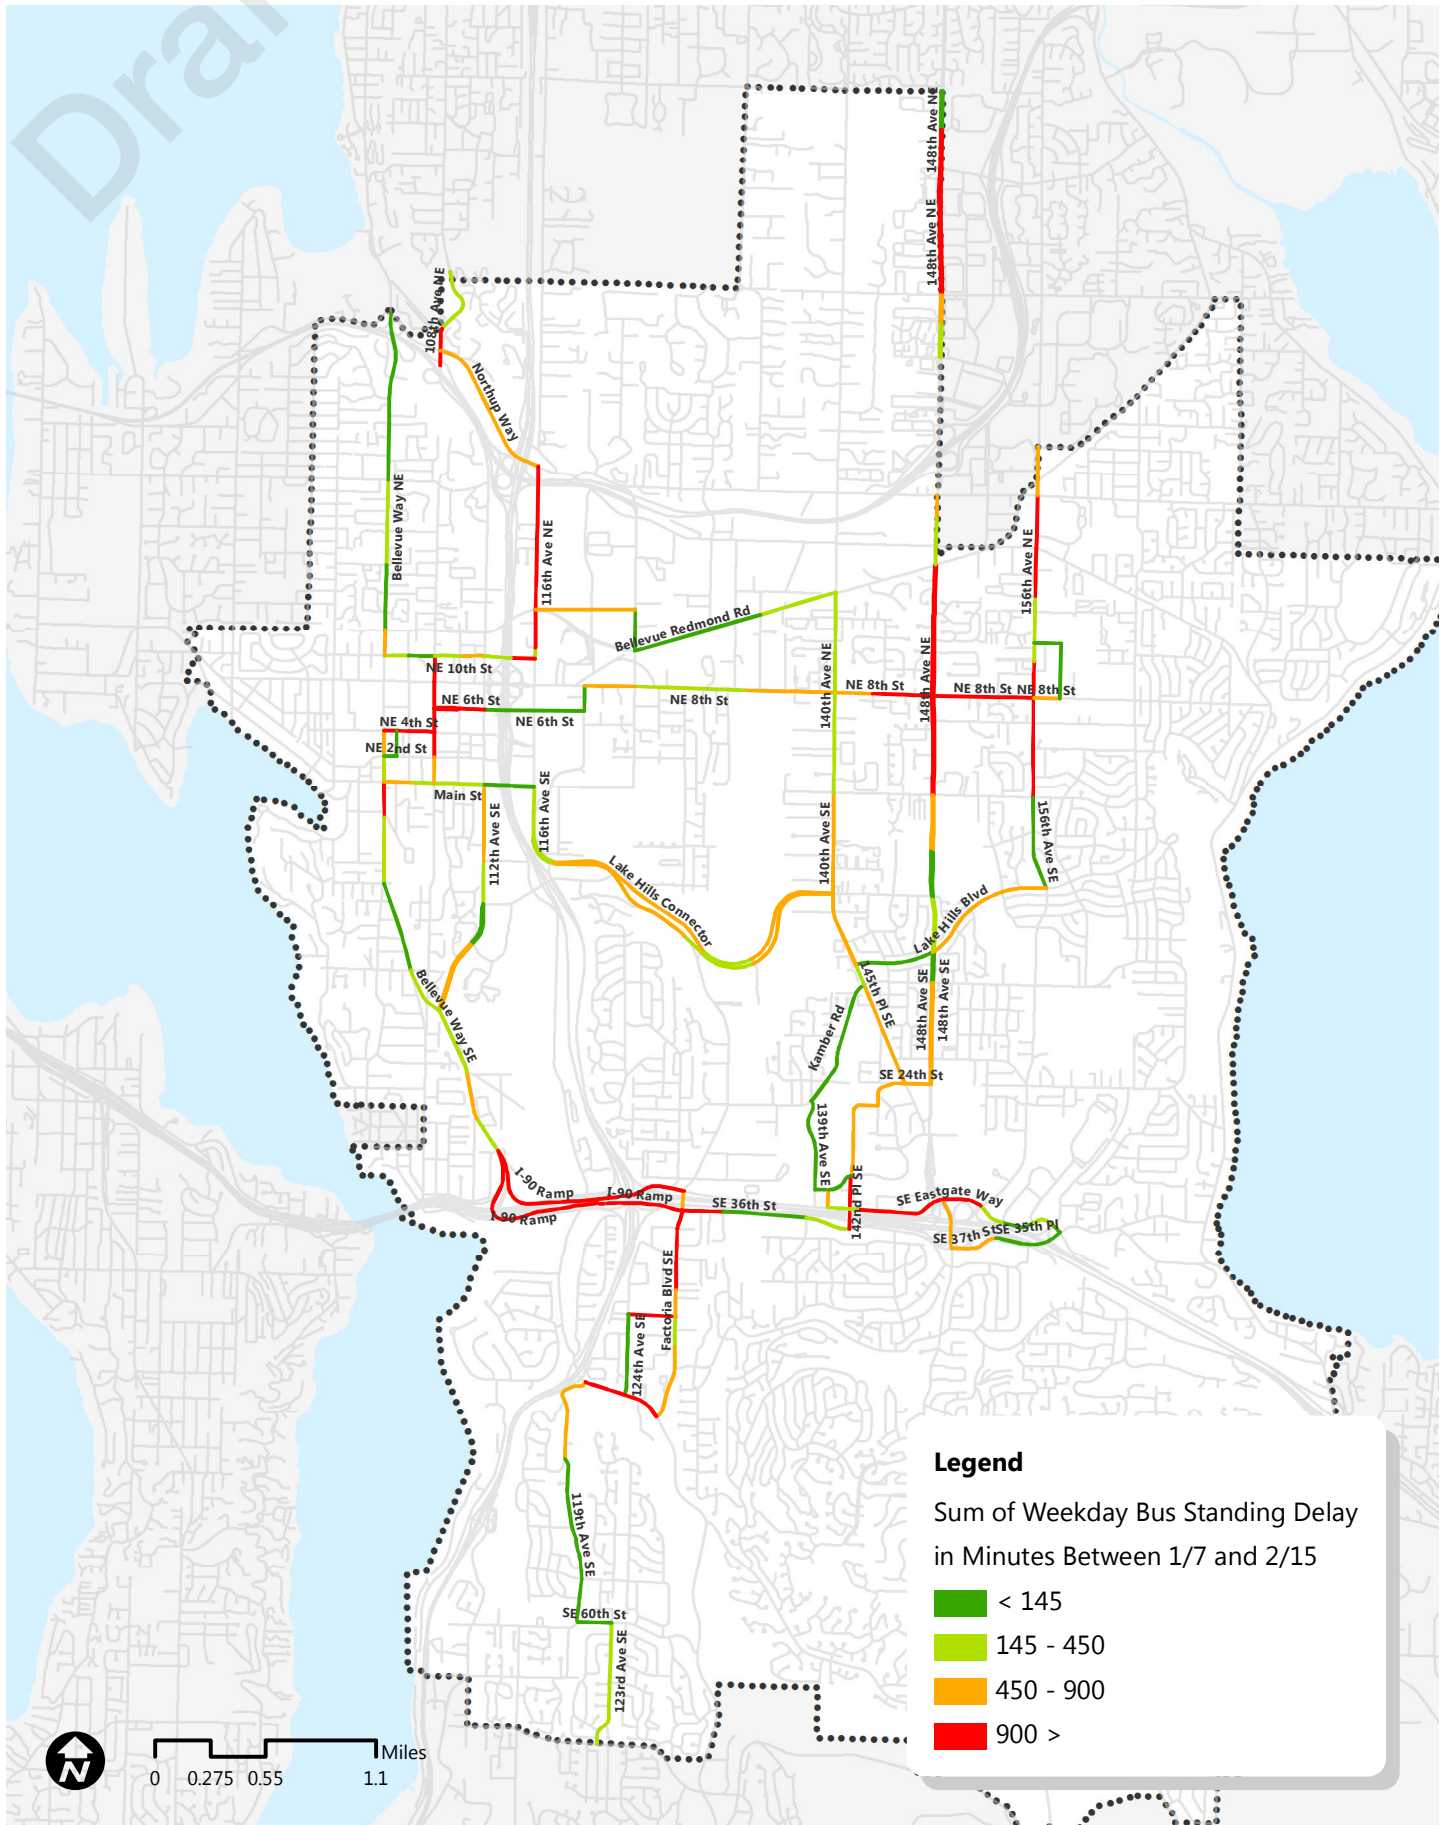 Dra
148th Ave NE
148th Ave NE
108th Ave NE
Northup Way
Bellevue Way NE
116th Ave NE
156th Ave NE
Bellevue Redmond Rd
NE 10th St
140th Ave NE
148th Ave NE
NE 8th St
NE 8th St
NE 8th St
NE 8th St
NE 6th St
NE 6th St
NE 4th St
NE 2nd St
Main St
116th Ave SE
112th Ave SE
140th Ave SE
156th Ave SE
Lake Hills Connector
Lake Hills Blvd
145th Pl SE
148th Ave SE
148th Ave SE
Bellevue Way SE
Kamber Rd
SE 24th St
139th Ave SE
142nd Pl SE
I-90 Ramp
I-90 Ramp
I-90 Ramp
SE 36th St
SE Eastgate Way
SE 37th St
SE 35th Pl
Factoria Blvd SE
124th Ave SE
119th Ave SE
SE 60th St
123rd Ave SE
Legend
Sum of Weekday Bus Standing Delay
in Minutes Between 1/7 and 2/15
< 145
145 - 450
450 - 900
900 >
N
Miles
0 0.275 0.55 1.1